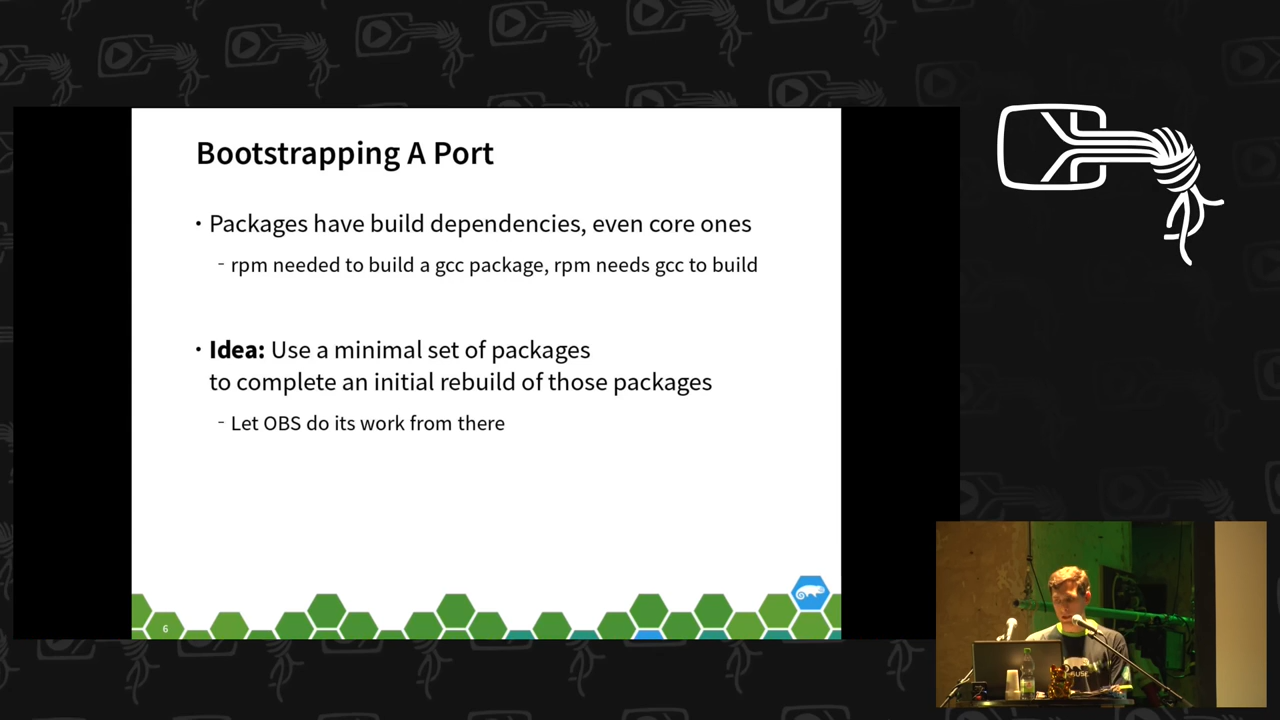 Bootstrapping A Port
• Packages have build dependencies, even core ones
- rpm needed to build a gcc package, rpm needs gcc to build
• Idea: Use a minimal set of packages
to complete an initial rebuild of those packages
- Let OBS do its work from there
6